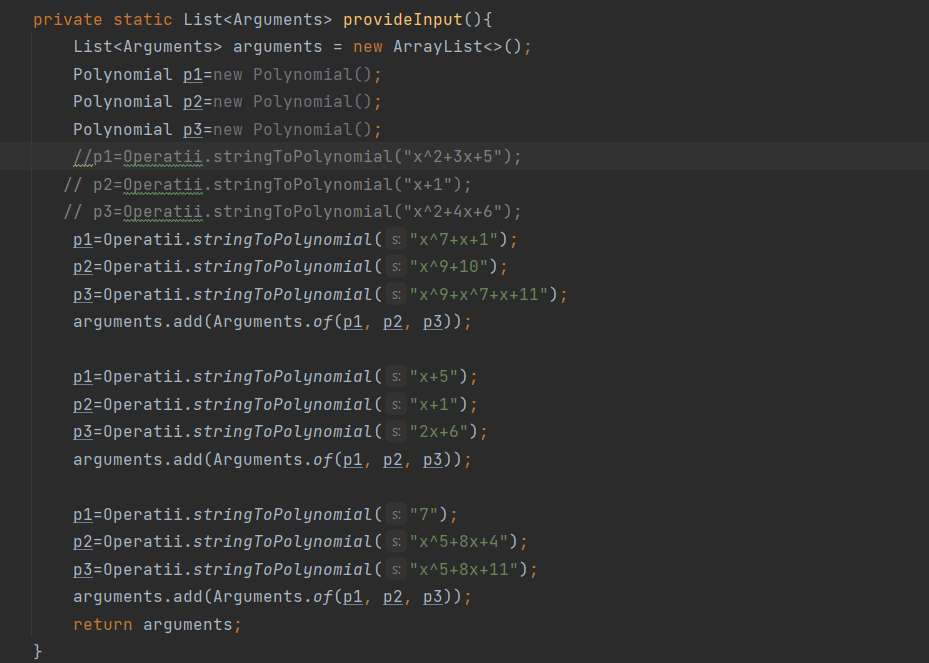 private static List<Arguments> provideInput(){
List<Arguments> arguments = new ArrayList<>();
Polynomial p1=new Polynomial();
Polynomial p2=new Polynomial();
Polynomial p3=new Polynomial();
//p1=Operatii.stringToPolynomial("x^2+3x+5");
// p2=Operatii.stringToPolynomial("x+1");
// p3=Operatii.stringToPolynomial("x^2+4x+6");
p1=Operatii.stringToPolynomial( s: "x^7+x+1");
p2=Operatii.stringToPolynomial( s: "x^9+10");
p3=Operatii.stringToPolynomial( s: "x^9+x^7+x+11");
arguments.add(Arguments.of(p1, p2, p3));
p1=Operatii.stringToPolynomial( s: "x+5");
p2=Operatii.stringToPolynomial( s: "x+1");
p3=Operatii.stringToPolynomial( s: "2x+6");
arguments.add(Arguments.of(p1, p2, p3));
p1=Operatii.stringToPolynomial( s: "7");
p2=Operatii.stringToPolynomial( s: "x^5+8x+4");
p3=Operatii.stringToPolynomial( s: "x^5+8x+11");
arguments.add(Arguments.of(p1, p2, p3));
return arguments;
}